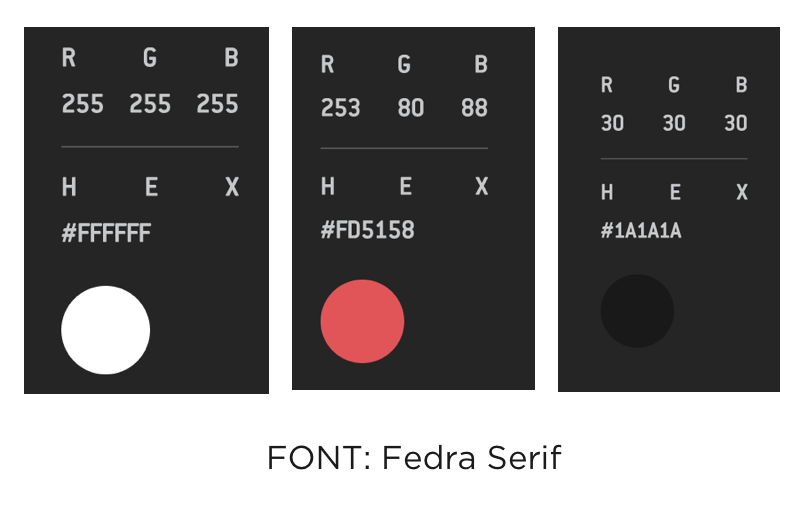 R G B
255 255 255
H E X
#FFFFFF
R G B
253 80 88
H E X
#FD5158
R G B
30 30 30
H E X
#1A1A1A
FONT: Fedra Serif